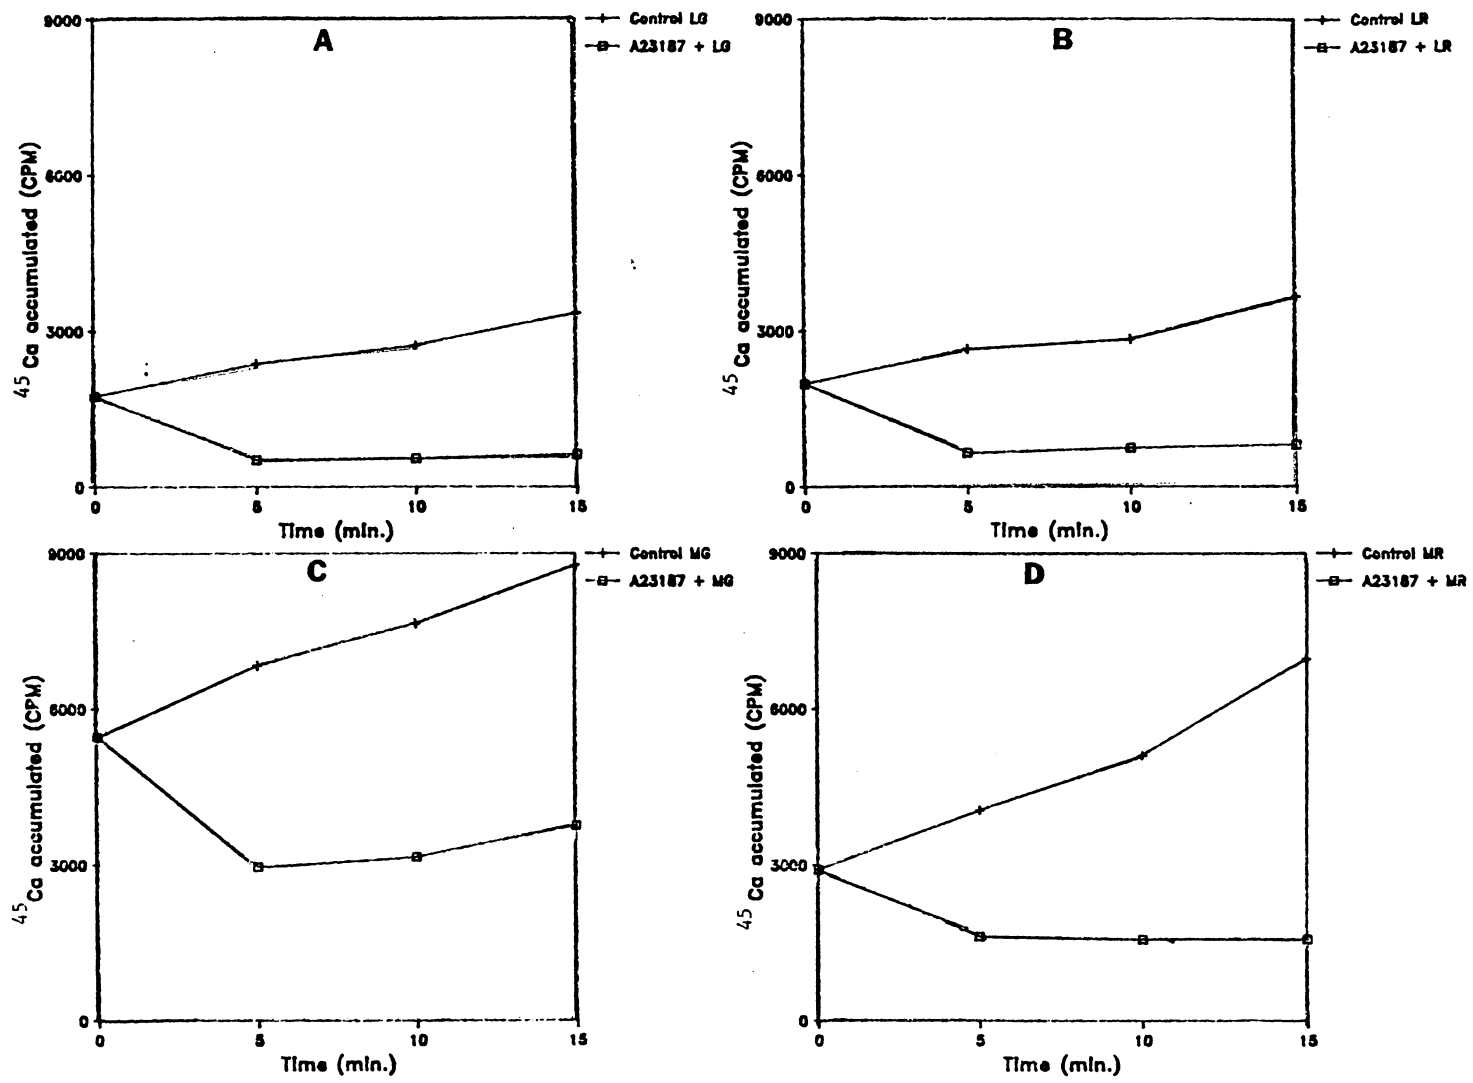 A
Control LG
A23187 + LG
9000
6000
3000
0
45 Ca accumulated (CPM)
0 5 10 15
Time (min.)
B
Control LR
A23187 + LR
9000
6000
3000
0
45 Ca accumulated (CPM)
0 5 10 15
Time (min.)
C
Control MG
A23187 + MG
9000
6000
3000
0
45 Ca accumulated (CPM)
0 5 10 15
Time (min.)
D
Control MR
A23187 + MR
9000
6000
3000
0
45 Ca accumulated (CPM)
0 5 10 15
Time (min.)